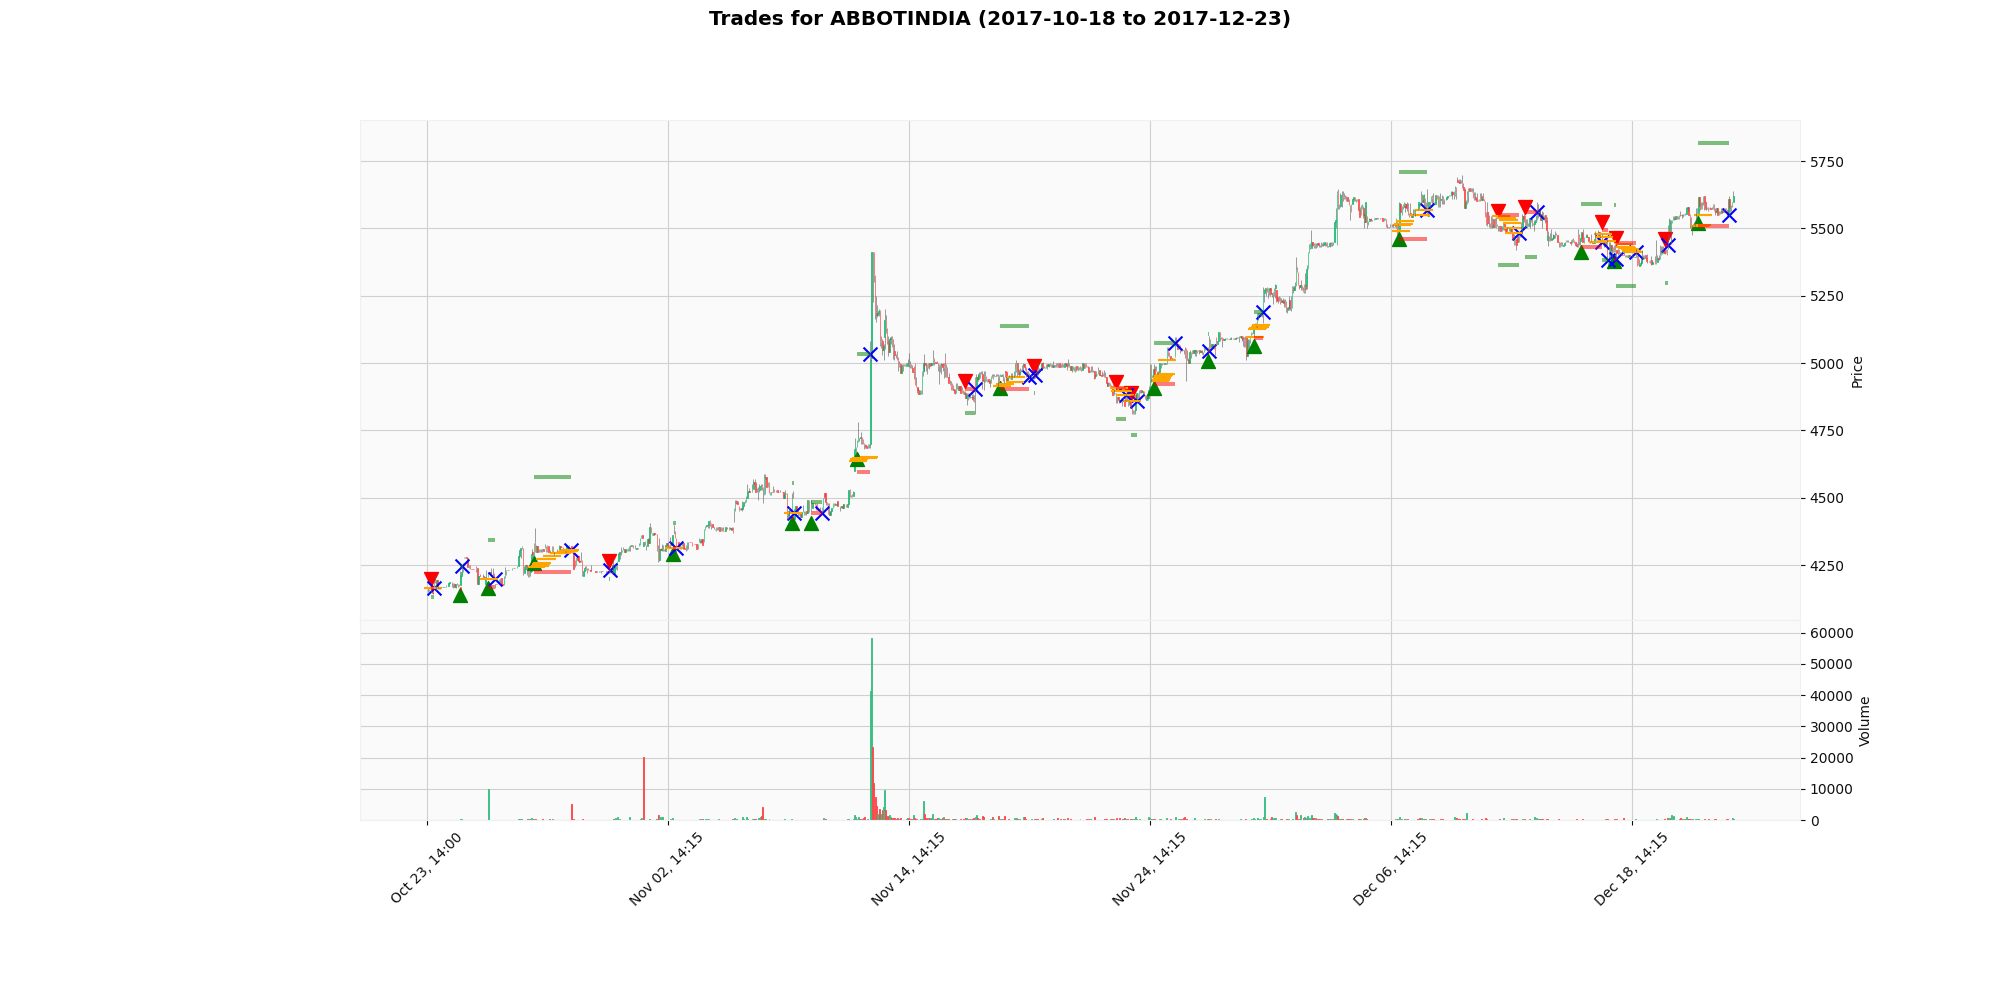 Trades for ABBOTINDIA (2017-10-18 to 2017-12-23)
5750
5500
5250
5000
4750
4500
4250
Price
60000
50000
40000
30000
20000
10000
0
Volume
Oct 23, 14:00
Nov 02, 14:15
Nov 14, 14:15
Nov 24, 14:15
Dec 06, 14:15
Dec 18, 14:15